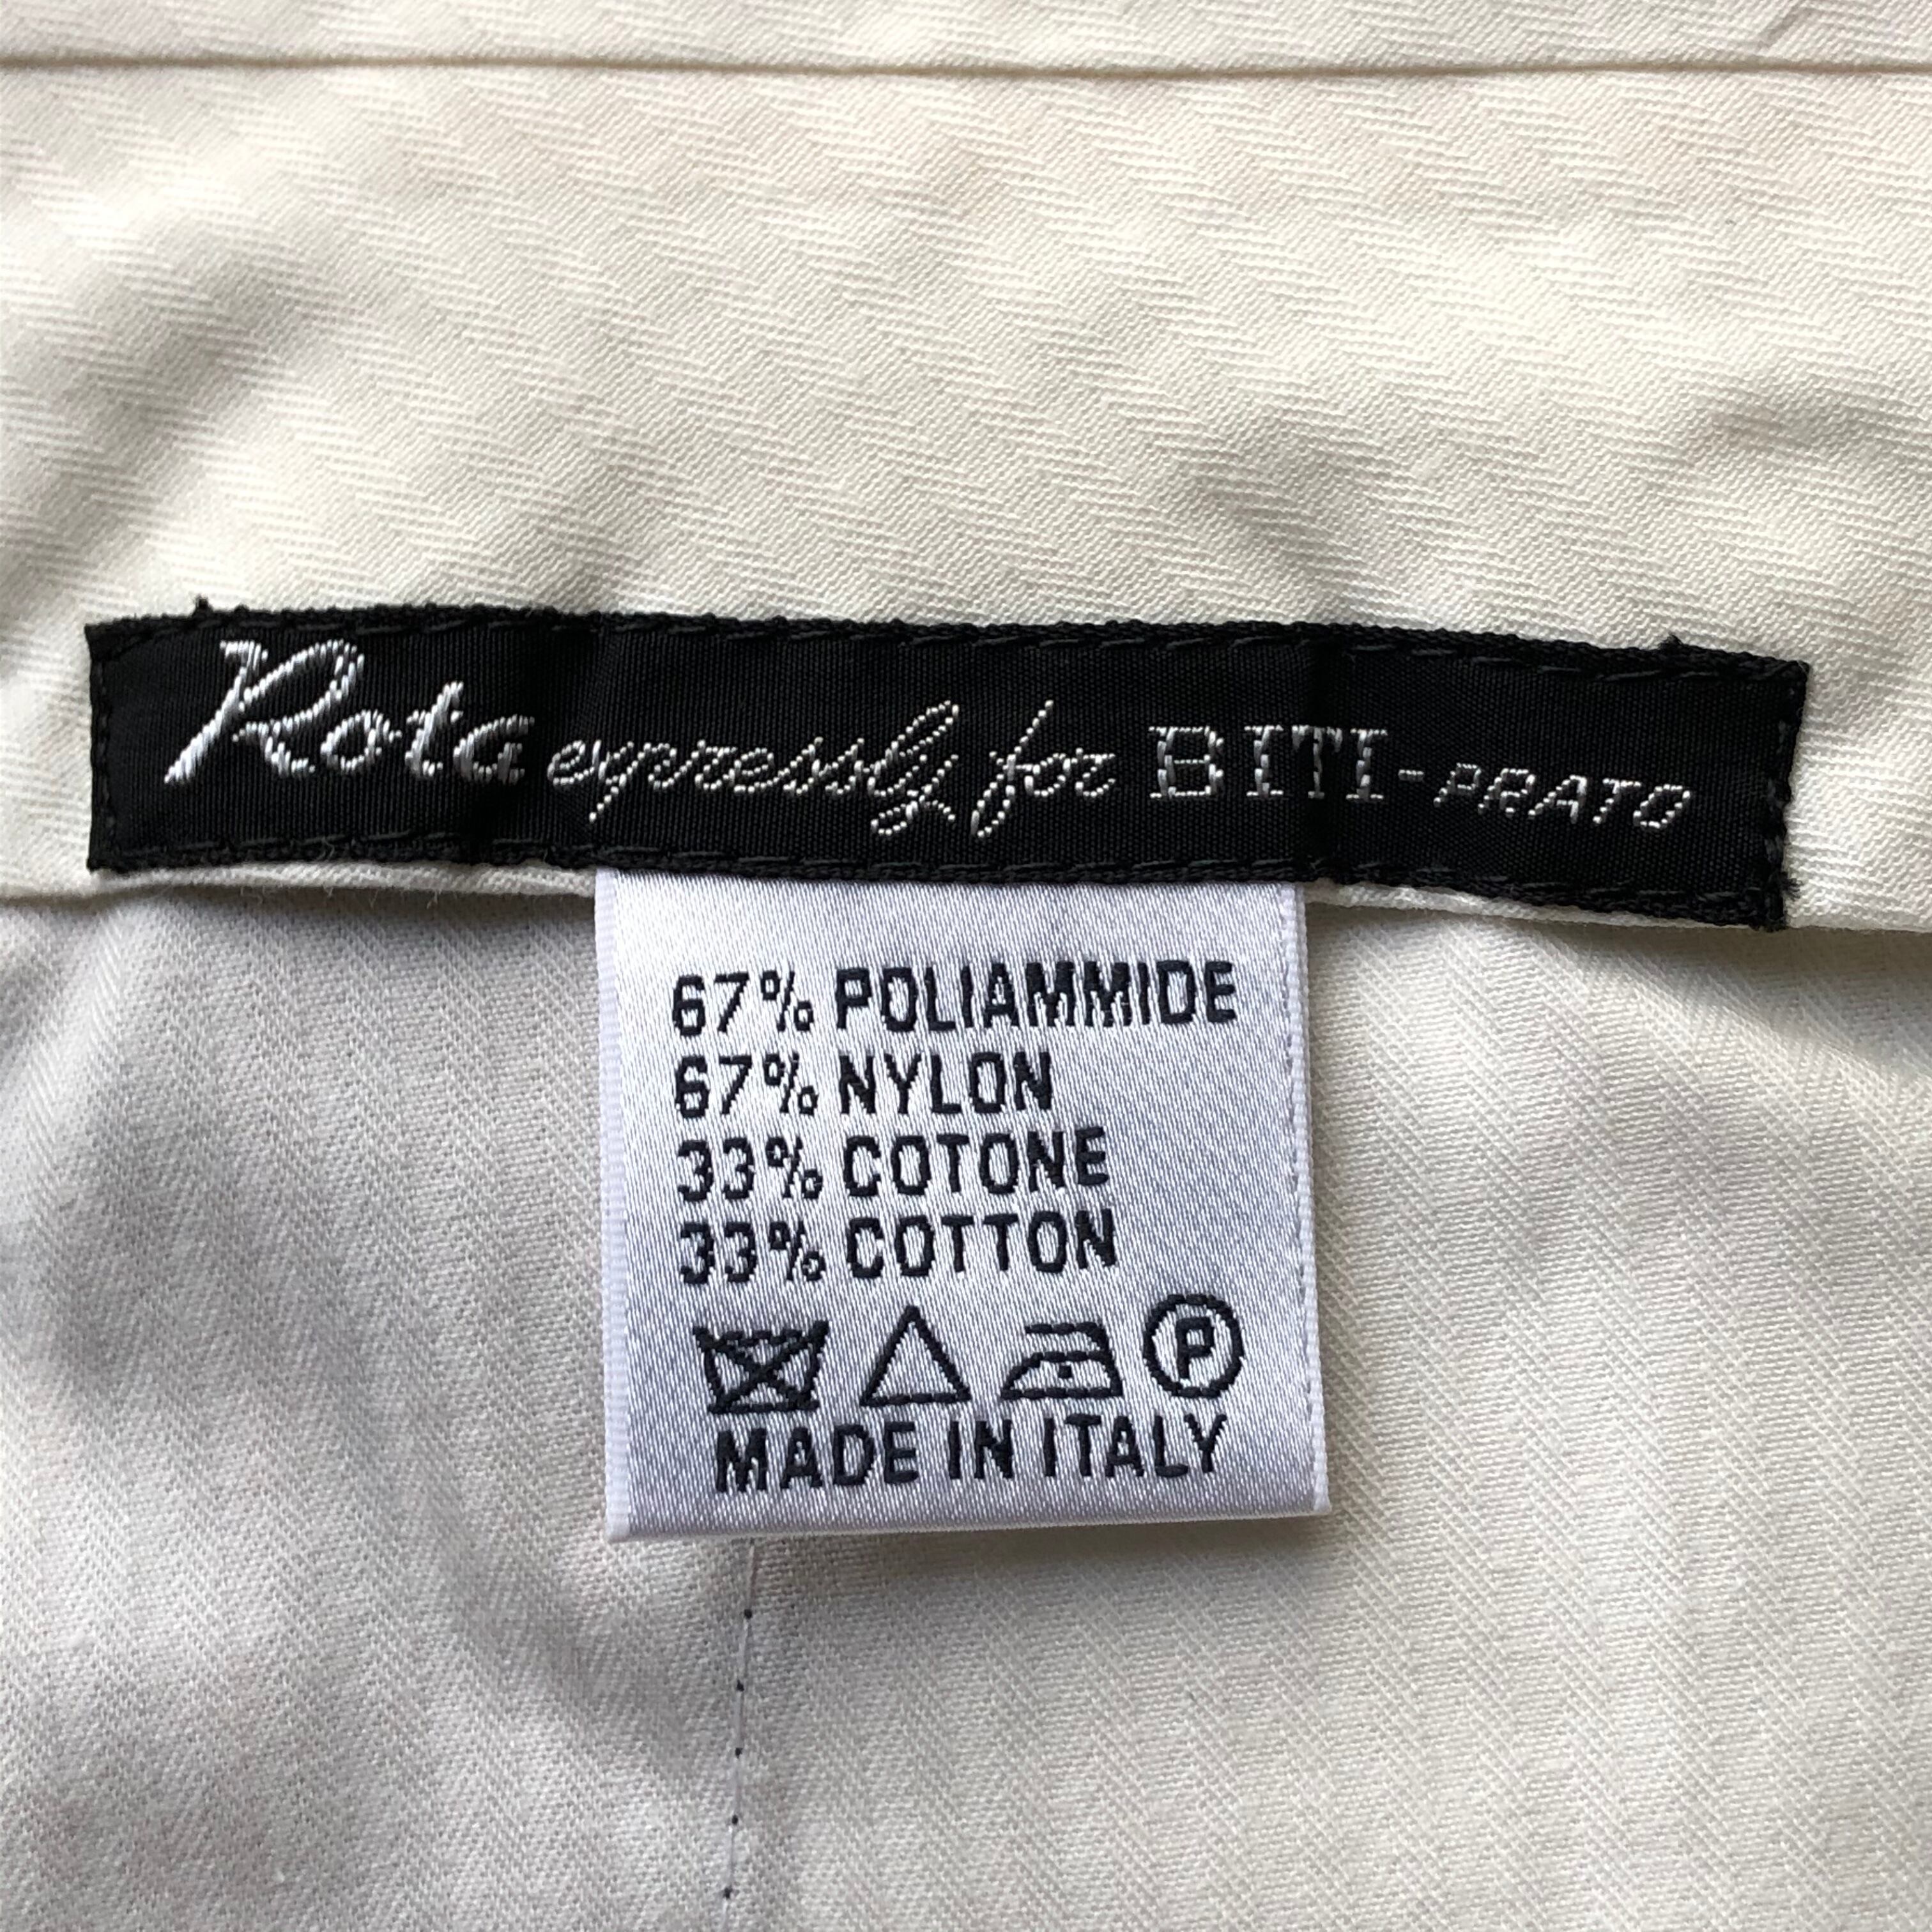 Rota expressly for BITI-PRATO
67% POLIAMMIDE
67% NYLON
33% COTONE
33% COTTON
P
MADE IN ITALY